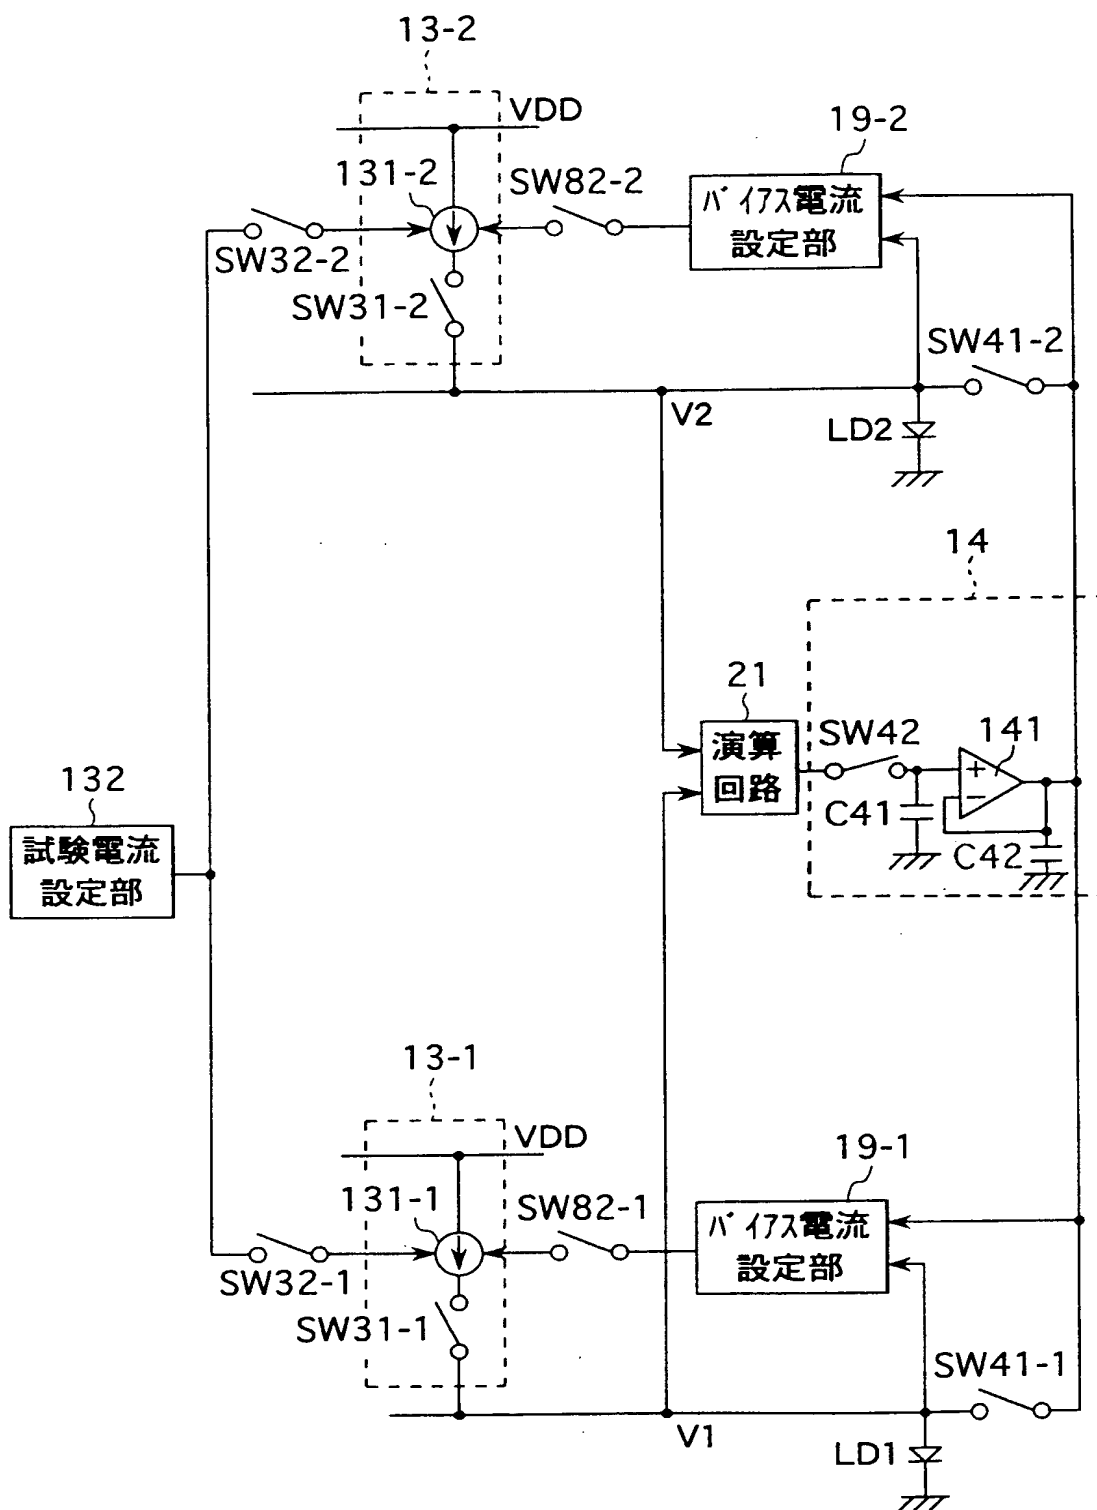 13-2
VDD
19-2
131-2
SW82-2
バイアス電流
設定部
SW32-2
SW31-2
SW41-2
V2
LD2
14
21
演算
回路
SW42
141
+
−
C41
C42
132
試験電流
設定部
13-1
VDD
19-1
131-1
SW82-1
バイアス電流
設定部
SW32-1
SW31-1
SW41-1
V1
LD1